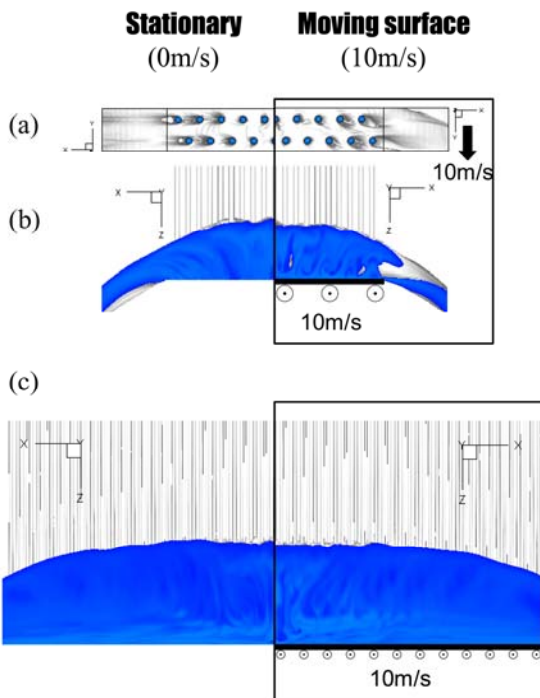 Stationary Moving surface
(0m/s) (10m/s)
(a)
10m/s
X Y Z X
(b)
10m/s
(c)
X Y Z Y X Z
10m/s